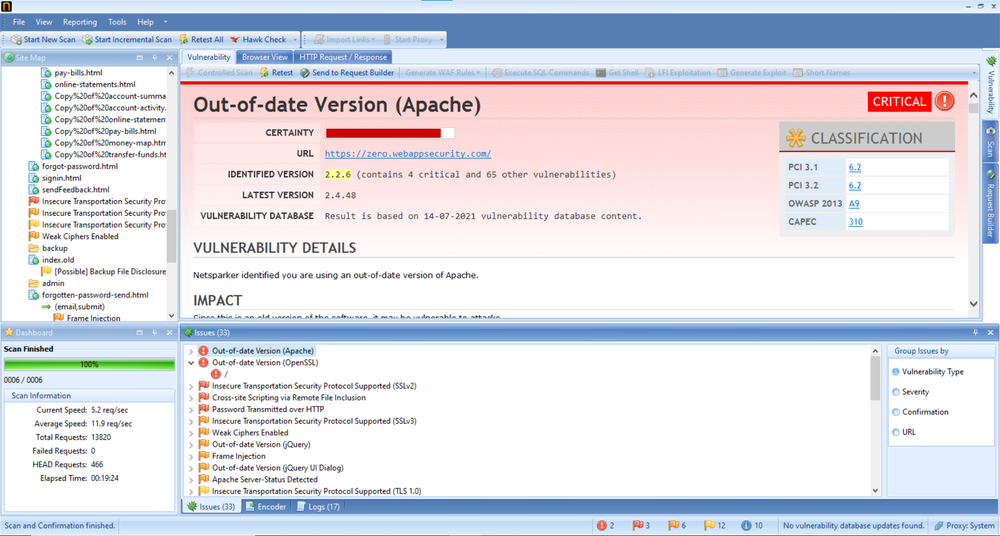 n
File View Reporting Tools Help
Start New Scan Start Incremental Scan Retest All Hawk Check Import Links Start Proxy
Site Map
pay-bills.html
online-statements.html
Copy%20of%20account-summa
Copy%20of%20account-activity.
Copy%20of%20online-statemen
Copy%20of%20pay-bills.html
Copy%20of%20money-map.htm
Copy%20of%20transfer-funds.ht
forgot-password.html
signin.html
sendFeedback.html
Insecure Transportation Security Pro
Insecure Transportation Security Pro
Insecure Transportation Security Pro
Weak Ciphers Enabled
backup
index.old
[Possible] Backup File Disclosure
admin
forgotten-password-send.html
(email,submit)
Frame Injection
Vulnerability Browser View HTTP Request / Response
Controlled Scan Retest Send to Request Builder Generate WAF Rules Execute SQL Commands Get Shell LFI Exploitation Generate Exploit Short Names
Out-of-date Version (Apache)
CRITICAL
CERTAINTY
URL https://zero.webappsecurity.com/
IDENTIFIED VERSION 2.2.6 (contains 4 critical and 65 other vulnerabilities)
LATEST VERSION 2.4.48
VULNERABILITY DATABASE Result is based on 14-07-2021 vulnerability database content.
CLASSIFICATION
PCI 3.1 6.2
PCI 3.2 6.2
OWASP 2013 A9
CAPEC 310
VULNERABILITY DETAILS
Netsparker identified you are using an out-of-date version of Apache.
IMPACT
Since this is an old version of the software, it may be vulnerable to attacks.
Vulnerability
Scan
Request Builder
Dashboard
Scan Finished
100%
0006 / 0006
Scan Information
Current Speed: 5.2 req/sec
Average Speed: 11.9 req/sec
Total Requests: 13820
Failed Requests: 0
HEAD Requests: 466
Elapsed Time: 00:19:24
Issues (33)
Out-of-date Version (Apache)
Out-of-date Version (OpenSSL)
/
Insecure Transportation Security Protocol Supported (SSLv2)
Cross-site Scripting via Remote File Inclusion
Password Transmitted over HTTP
Insecure Transportation Security Protocol Supported (SSLv3)
Weak Ciphers Enabled
Out-of-date Version (jQuery)
Frame Injection
Out-of-date Version (jQuery UI Dialog)
Apache Server-Status Detected
Insecure Transportation Security Protocol Supported (TLS 1.0)
Group Issues by
Vulnerability Type
Severity
Confirmation
URL
Issues (33) Encoder Logs (17)
Scan and Confirmation finished. 2 3 6 12 10 No vulnerability database updates found. Proxy: System